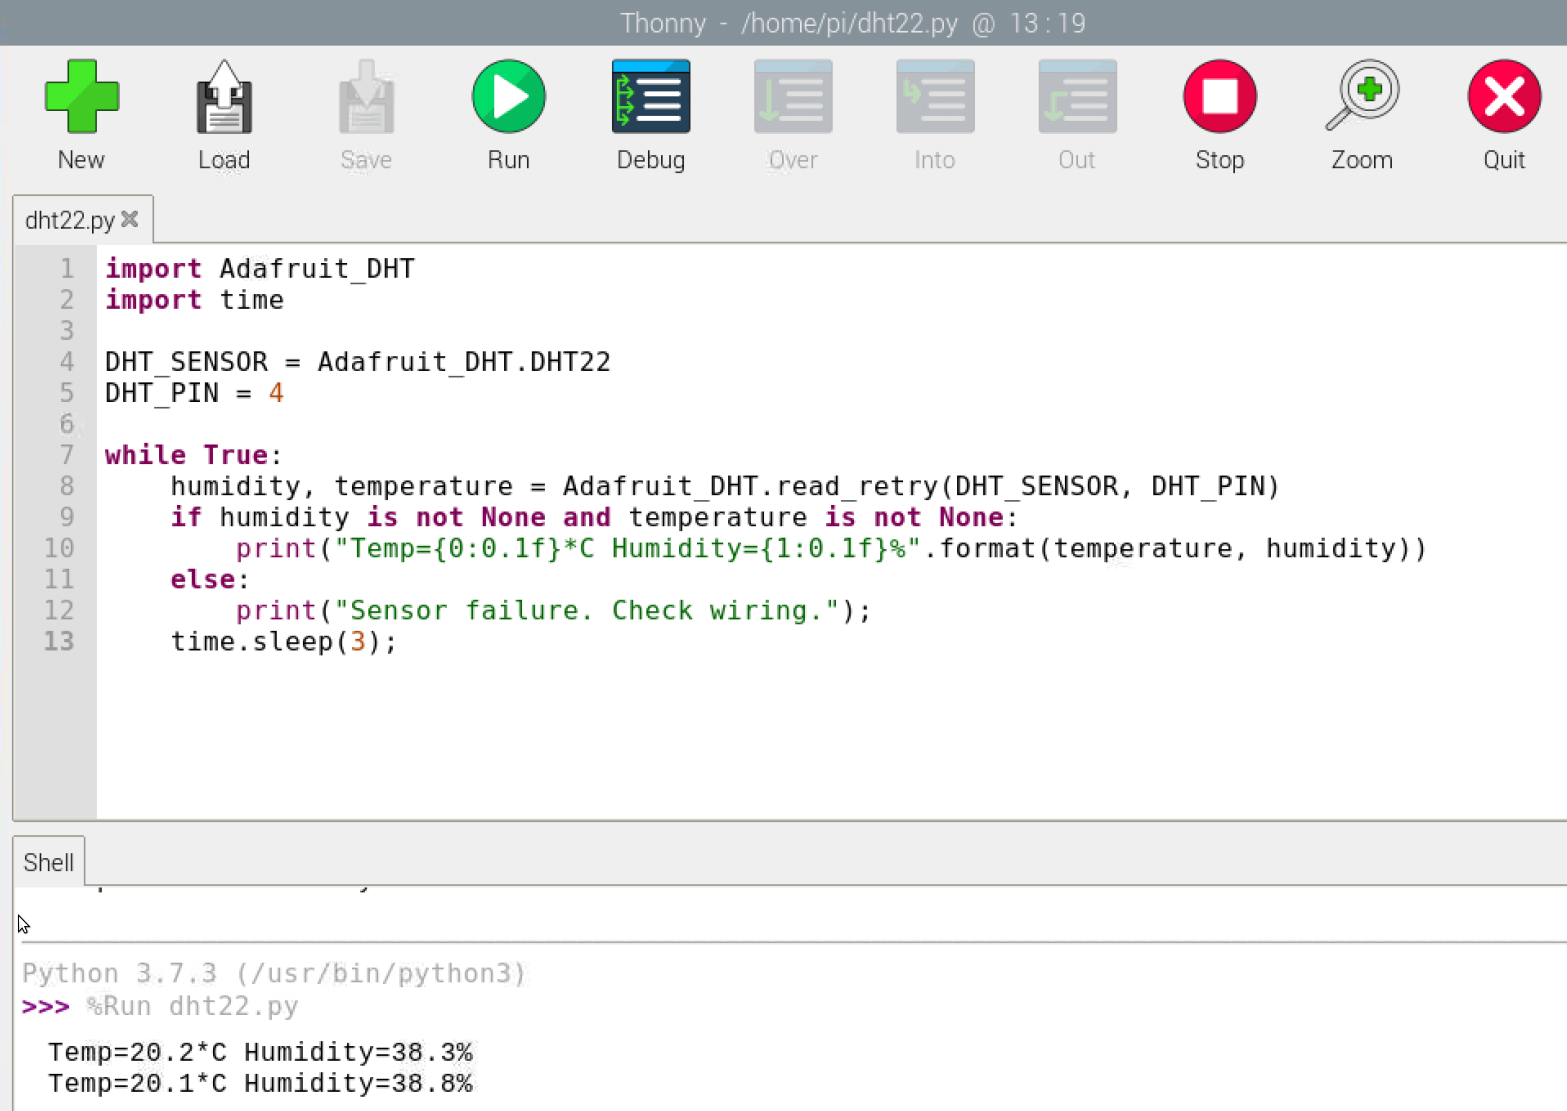 Thonny - /home/pi/dht22.py @ 13 : 19
New Load Save Run Debug Over Into Out Stop Zoom Quit
dht22.py
1 import Adafruit_DHT
2 import time
3
4 DHT_SENSOR = Adafruit_DHT.DHT22
5 DHT_PIN = 4
6
7 while True:
8     humidity, temperature = Adafruit_DHT.read_retry(DHT_SENSOR, DHT_PIN)
9     if humidity is not None and temperature is not None:
10         print("Temp={0:0.1f}*C Humidity={1:0.1f}%".format(temperature, humidity))
11     else:
12         print("Sensor failure. Check wiring.");
13     time.sleep(3);
Shell
Python 3.7.3 (/usr/bin/python3)
>>> %Run dht22.py
Temp=20.2*C Humidity=38.3%
Temp=20.1*C Humidity=38.8%